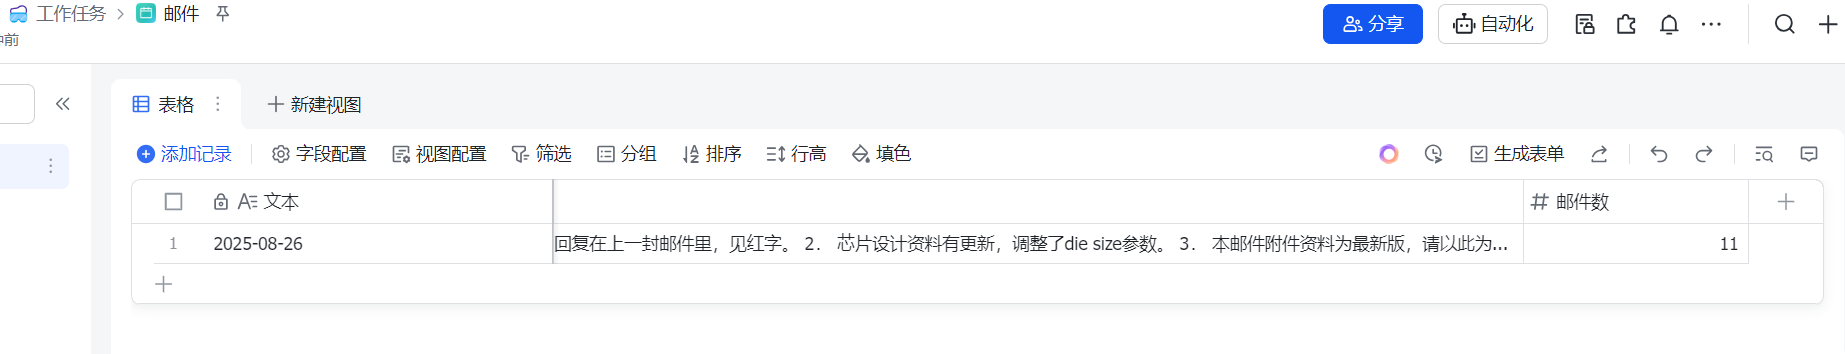 工作任务 > 邮件
分享 自动化
钟前
表格 新建视图
添加记录 字段配置 视图配置 筛选 分组 排序 行高 填色 生成表单
文本 邮件数
1 2025-08-26 回复在上一封邮件里，见红字。 2. 芯片设计资料有更新，调整了die size参数。 3. 本邮件附件资料为最新版，请以此为... 11